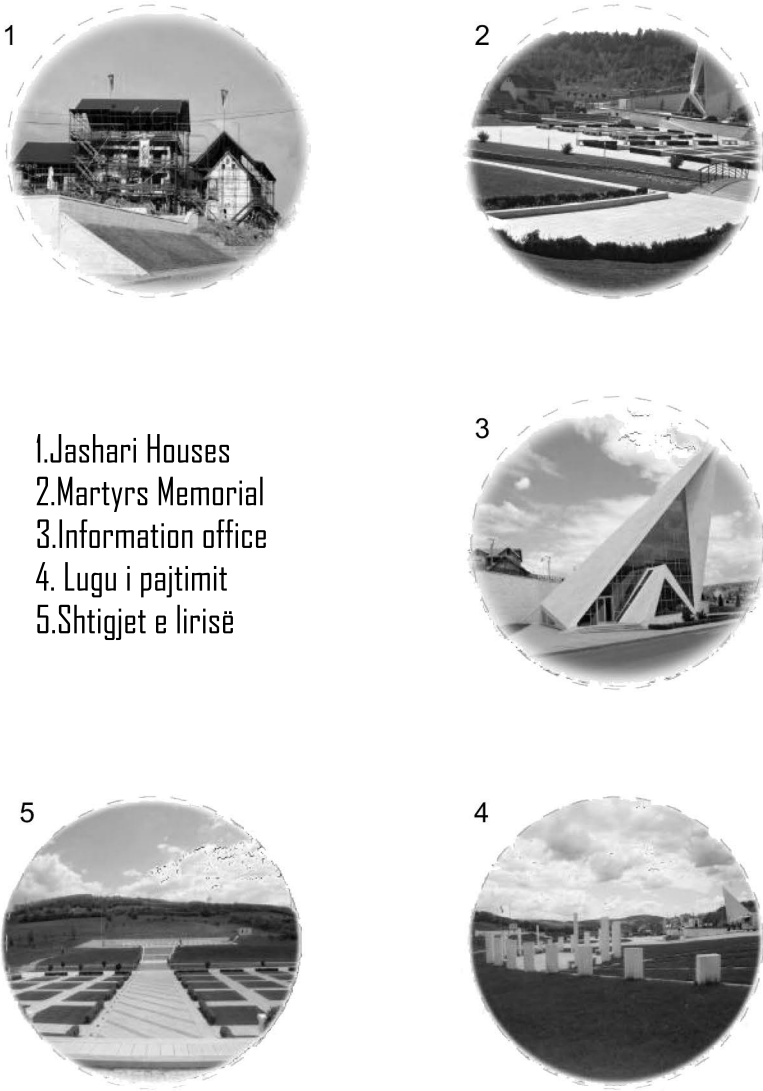 1
2
1.Jashari Houses
2.Martyrs Memorial
3.Information office
4. Lugu i pajtimit
5.Shtigjet e lirisë
3
5
4